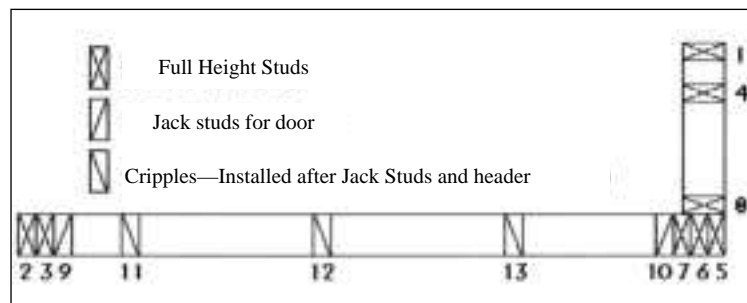 Full Height Studs
1
4
Jack studs for door
Cripples—Installed after Jack Studs and header
8
2 3 9 11 12 13 10 7 6 5